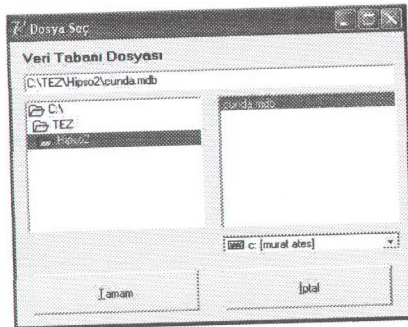 Dosya Seç
Veri Tabanı Dosyası
C:\TEZ\Hipso2\cunda.mdb
C:\
TEZ
Hipso2
cunda.mdb
c: [murat ates]
Tamam
İptal